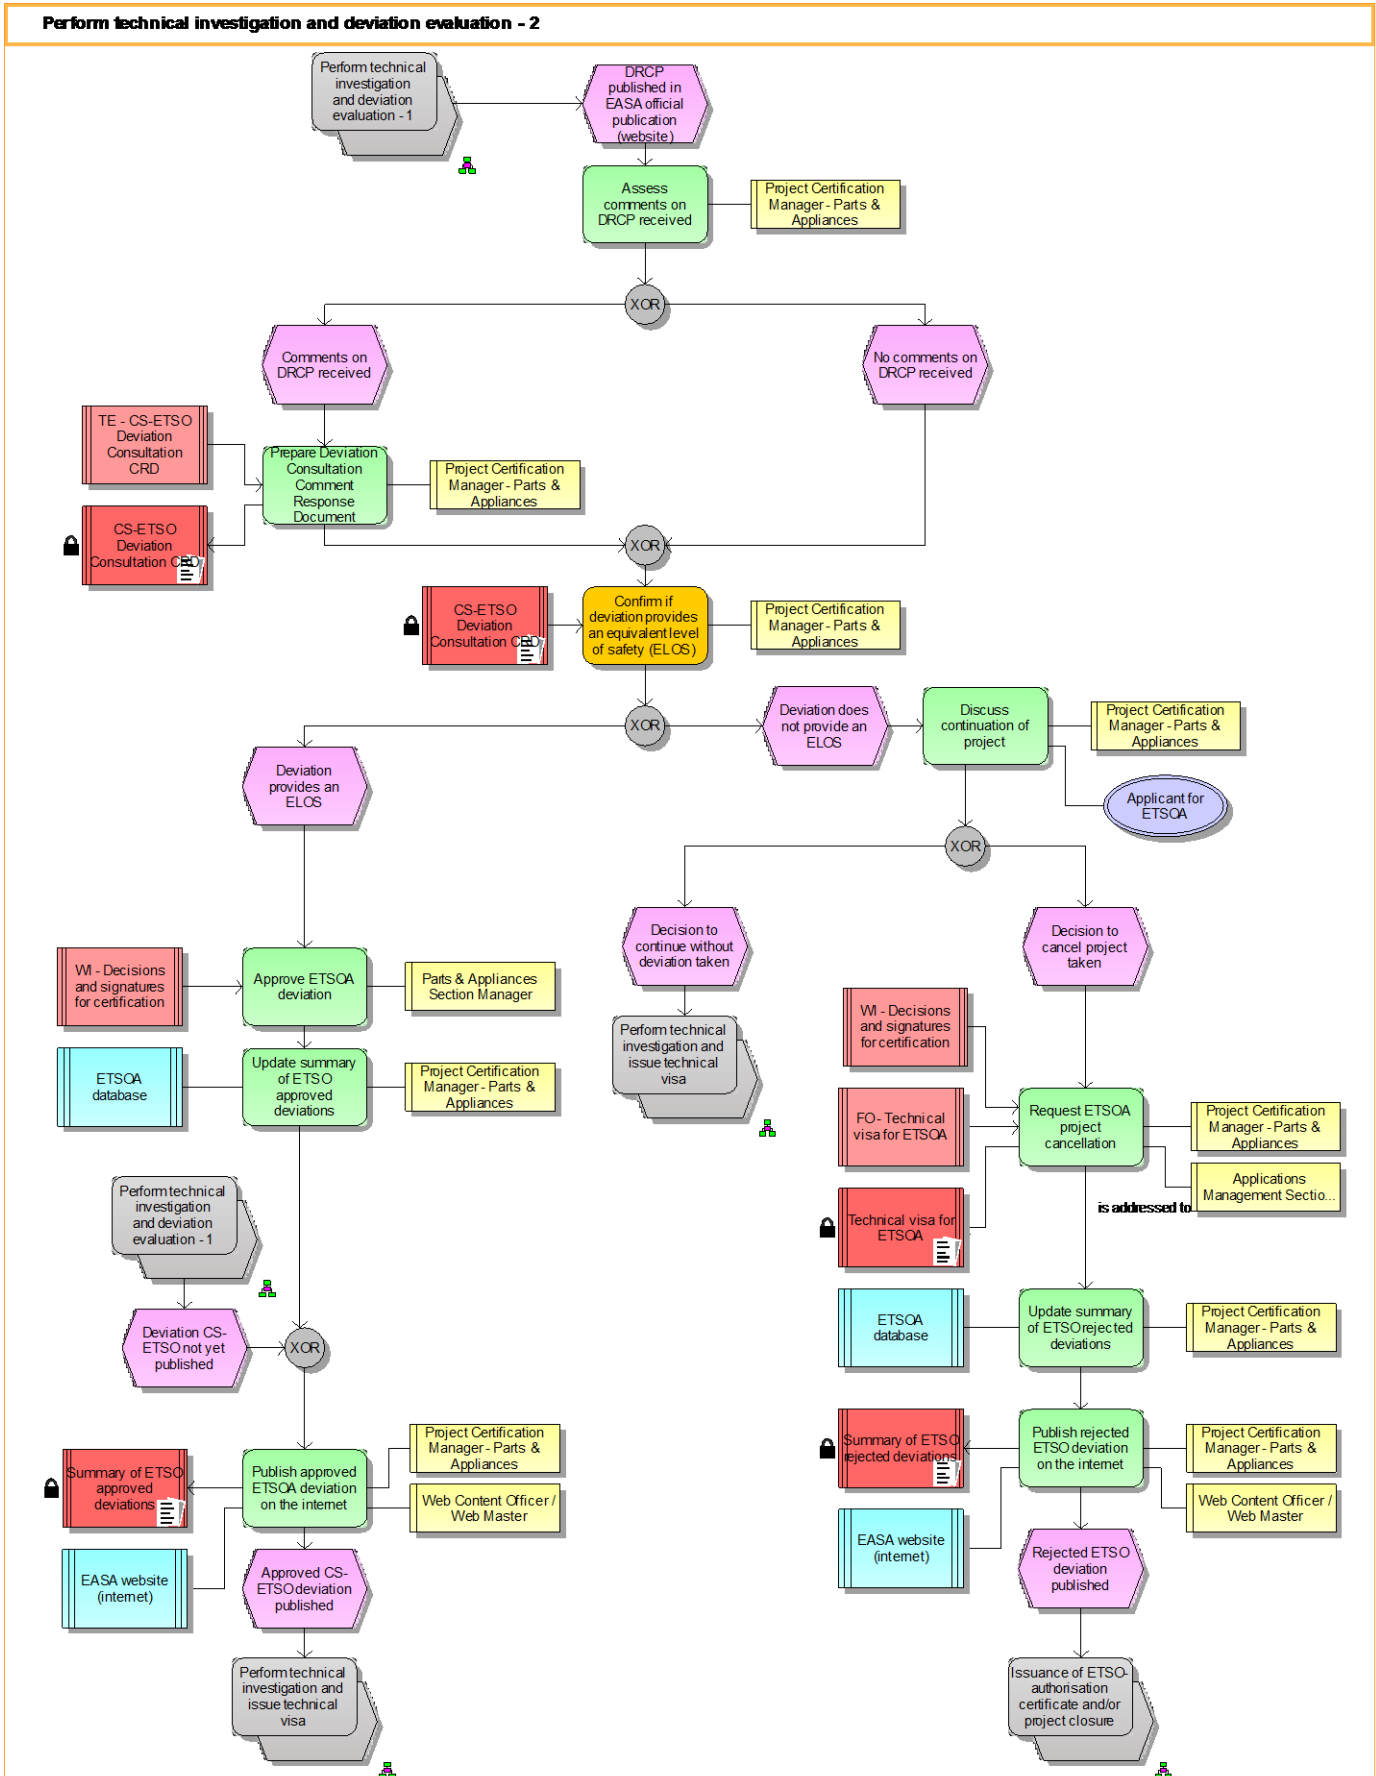 Perform technical investigation and deviation evaluation - 2
Perform technical
investigation
and deviation
evaluation - 1
DRCP
published in
EASA official
publication
(website)
Assess
comments on
DRCP received
Project Certification
Manager - Parts &
Appliances
XOR
Comments on
DRCP received
No comments on
DRCP received
TE - CS-ETSO
Deviation
Consultation
CRD
Prepare Deviation
Consultation
Comment
Response
Document
Project Certification
Manager - Parts &
Appliances
CS-ETSO
Deviation
Consultation CRD
XOR
CS-ETSO
Deviation
Consultation CRD
Confirm if
deviation provides
an equivalent level
of safety (ELOS)
Project Certification
Manager - Parts &
Appliances
XOR
Deviation does
not provide an
ELOS
Discuss
continuation of
project
Project Certification
Manager - Parts &
Appliances
Deviation
provides an
ELOS
Applicant for
ETSOA
XOR
Decision to
continue without
deviation taken
Decision to
cancel project
taken
WI - Decisions
and signatures
for certification
Approve ETSOA
deviation
Parts & Appliances
Section Manager
Perform technical
investigation and
issue technical
visa
WI - Decisions
and signatures
for certification
ETSOA
database
Update summary
of ETSO
approved
deviations
Project Certification
Manager - Parts &
Appliances
FO - Technical
visa for ETSOA
Request ETSOA
project
cancellation
Project Certification
Manager - Parts &
Appliances
Applications
Management Sectio...
is addressed to
Technical visa for
ETSOA
Perform technical
investigation
and deviation
evaluation - 1
Deviation CS-
ETSO not yet
published
XOR
ETSOA
database
Update summary
of ETSO rejected
deviations
Project Certification
Manager - Parts &
Appliances
Summary of ETSO
approved
deviations
Publish approved
ETSOA deviation
on the internet
Project Certification
Manager - Parts &
Appliances
Web Content Officer /
Web Master
Summary of ETSO
rejected deviations
Publish rejected
ETSO deviation
on the internet
Project Certification
Manager - Parts &
Appliances
Web Content Officer /
Web Master
EASA website
(internet)
Approved CS-
ETSO deviation
published
EASA website
(internet)
Rejected ETSO
deviation
published
Perform technical
investigation and
issue technical
visa
Issuance of ETSO-
authorisation
certificate and/or
project closure